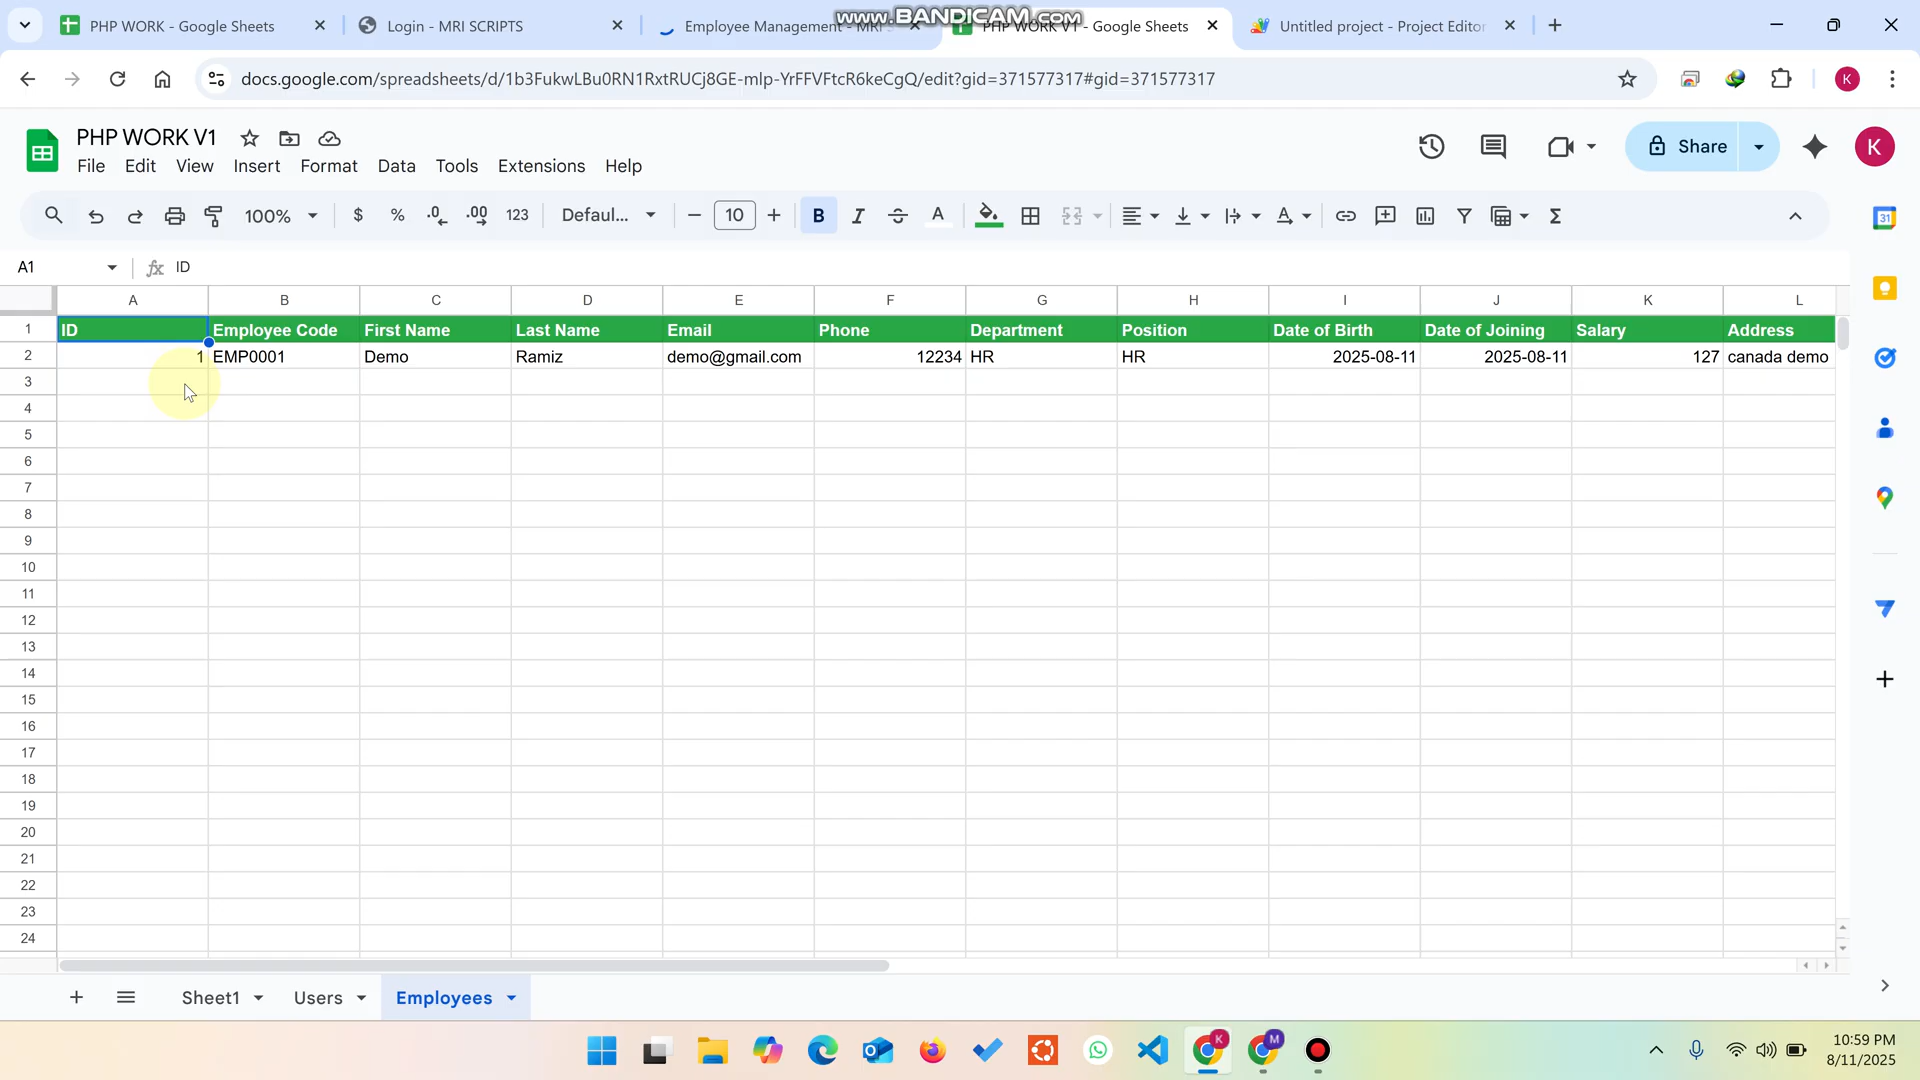 www.BANDICAM.com
PHP WORK - Google Sheets
Login - MRI SCRIPTS
Employee Management - MRI
PHP WORK V1 - Google Sheets
Untitled project - Project Editor
docs.google.com/spreadsheets/d/1b3FukwLBu0RN1RxtRUCj8GE-mlp-YrFFVFtcR6keCgQ/edit?gid=371577317#gid=371577317
K
PHP WORK V1
File Edit View Insert Format Data Tools Extensions Help
Share
K
100% $ % .0 .00 123 Defaul... 10 B I S A
A1 fx ID
A B C D E F G H I J K L
1 ID Employee Code First Name Last Name Email Phone Department Position Date of Birth Date of Joining Salary Address
2 1 EMP0001 Demo Ramiz demo@gmail.com 12234 HR HR 2025-08-11 2025-08-11 127 canada demo
3
4
5
6
7
8
9
10
11
12
13
14
15
16
17
18
19
20
21
22
23
24
31
Sheet1 Users Employees
K
M
10:59 PM
8/11/2025